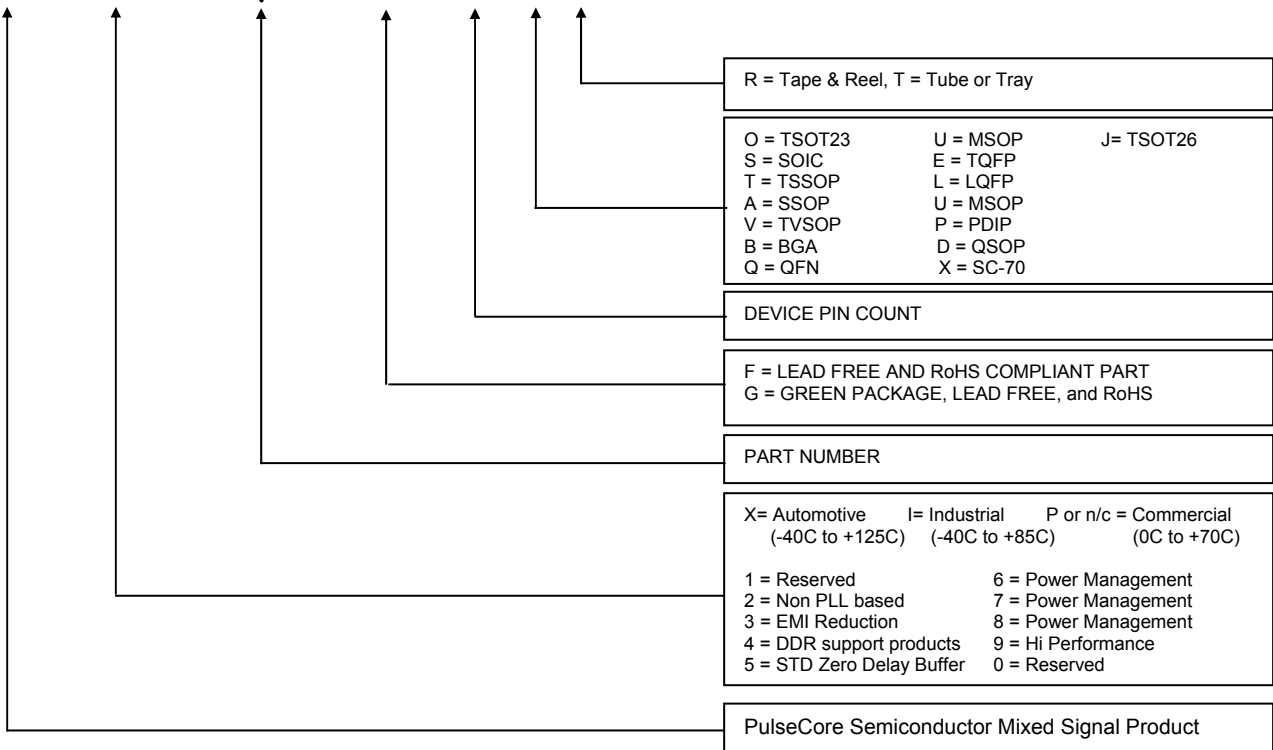 R = Tape & Reel, T = Tube or Tray
O = TSOT23 U = MSOP J= TSOT26
S = SOIC E = TQFP
T = TSSOP L = LQFP
A = SSOP U = MSOP
V = TVSOP P = PDIP
B = BGA D = QSOP
Q = QFN X = SC-70
DEVICE PIN COUNT
F = LEAD FREE AND RoHS COMPLIANT PART
G = GREEN PACKAGE, LEAD FREE, and RoHS
PART NUMBER
X= Automotive I= Industrial P or n/c = Commercial
(-40C to +125C) (-40C to +85C) (0C to +70C)
1 = Reserved 6 = Power Management
2 = Non PLL based 7 = Power Management
3 = EMI Reduction 8 = Power Management
4 = DDR support products 9 = Hi Performance
5 = STD Zero Delay Buffer 0 = Reserved
PulseCore Semiconductor Mixed Signal Product